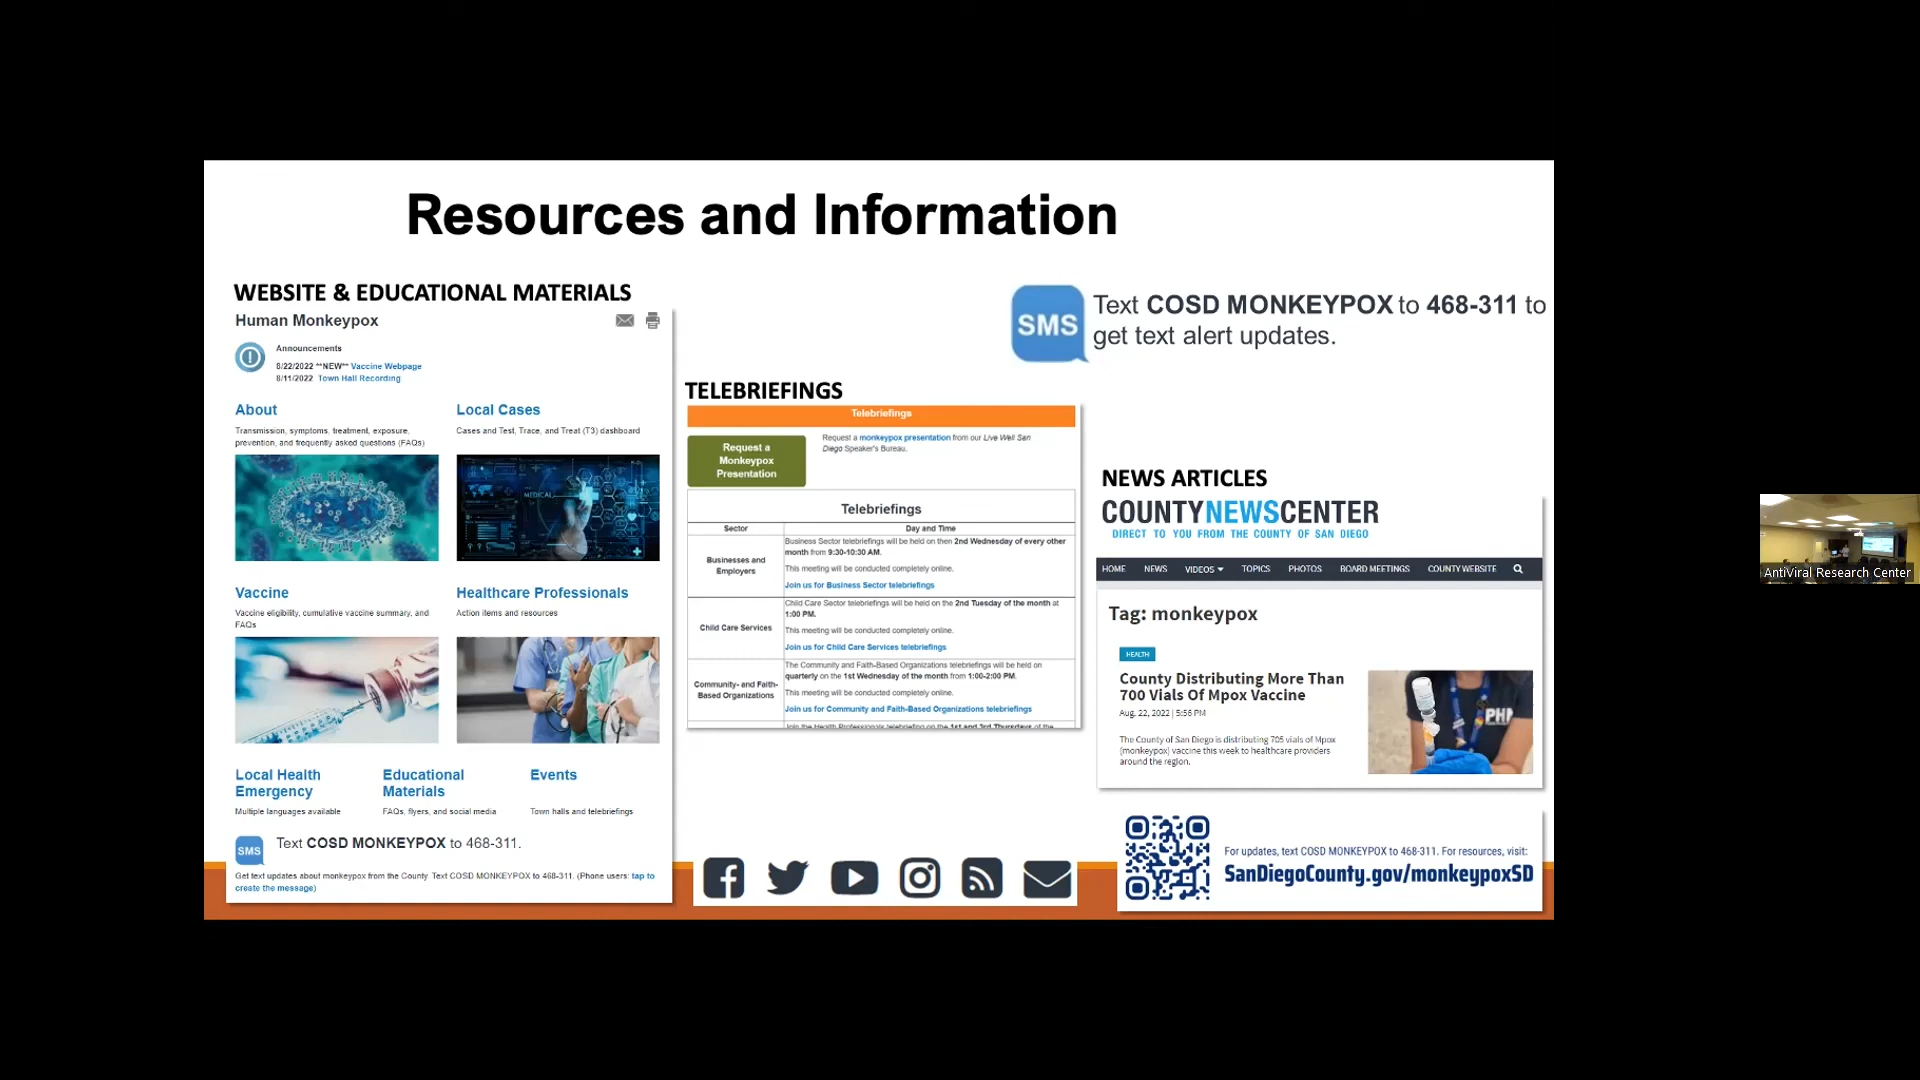 Resources and Information
WEBSITE & EDUCATIONAL MATERIALS
Human Monkeypox
Announcements
8/22/2022 **NEW** Vaccine Webpage
8/11/2022 Town Hall Recording
About
Transmission, symptoms, treatment, exposure,
prevention, and frequently asked questions (FAQs)
Local Cases
Cases and Test, Trace, and Treat (T3) dashboard
MEDICAL
Vaccine
Vaccine eligibility, cumulative vaccine summary, and
FAQs
Healthcare Professionals
Action items and resources
Local Health
Emergency
Multiple languages available
Educational
Materials
FAQs, flyers, and social media
Events
Town halls and telebriefings
SMS
Text COSD MONKEYPOX to 468-311.
Get text updates about monkeypox from the County. Text COSD MONKEYPOX to 468-311. (Phone users: tap to
create the message)
SMS
Text COSD MONKEYPOX to 468-311 to
get text alert updates.
TELEBRIEFINGS
Telebriefings
Request a
Monkeypox
Presentation
Request a monkeypox presentation from our Live Well San
Diego Speaker's Bureau.
Telebriefings
Sector
Day and Time
Businesses and
Employers
Business Sector telebriefings will be held on then 2nd Wednesday of every other
month from 9:30-10:30 AM.
This meeting will be conducted completely online.
Join us for Business Sector telebriefings
Child Care Services
Child Care Sector telebriefings will be held on the 2nd Tuesday of the month at
1:00 PM.
This meeting will be conducted completely online.
Join us for Child Care Services telebriefings
Community- and Faith-
Based Organizations
The Community and Faith-Based Organizations telebriefings will be held on
quarterly on the 1st Wednesday of the month from 1:00-2:00 PM.
This meeting will be conducted completely online.
Join us for Community and Faith-Based Organizations telebriefings
Join the Health Professionals telebriefing on the 1st and 3rd Thursdays of the
NEWS ARTICLES
COUNTYNEWSCENTER
DIRECT TO YOU FROM THE COUNTY OF SAN DIEGO
HOME NEWS VIDEOS TOPICS PHOTOS BOARD MEETINGS COUNTY WEBSITE
Tag: monkeypox
HEALTH
County Distributing More Than
700 Vials Of Mpox Vaccine
Aug. 22, 2022 | 5:56 PM
The County of San Diego is distributing 705 vials of Mpox
(monkeypox) vaccine this week to healthcare providers
around the region.
PHN
For updates, text COSD MONKEYPOX to 468-311. For resources, visit:
SanDiegoCounty.gov/monkeypoxSD
AntiViral Research Center